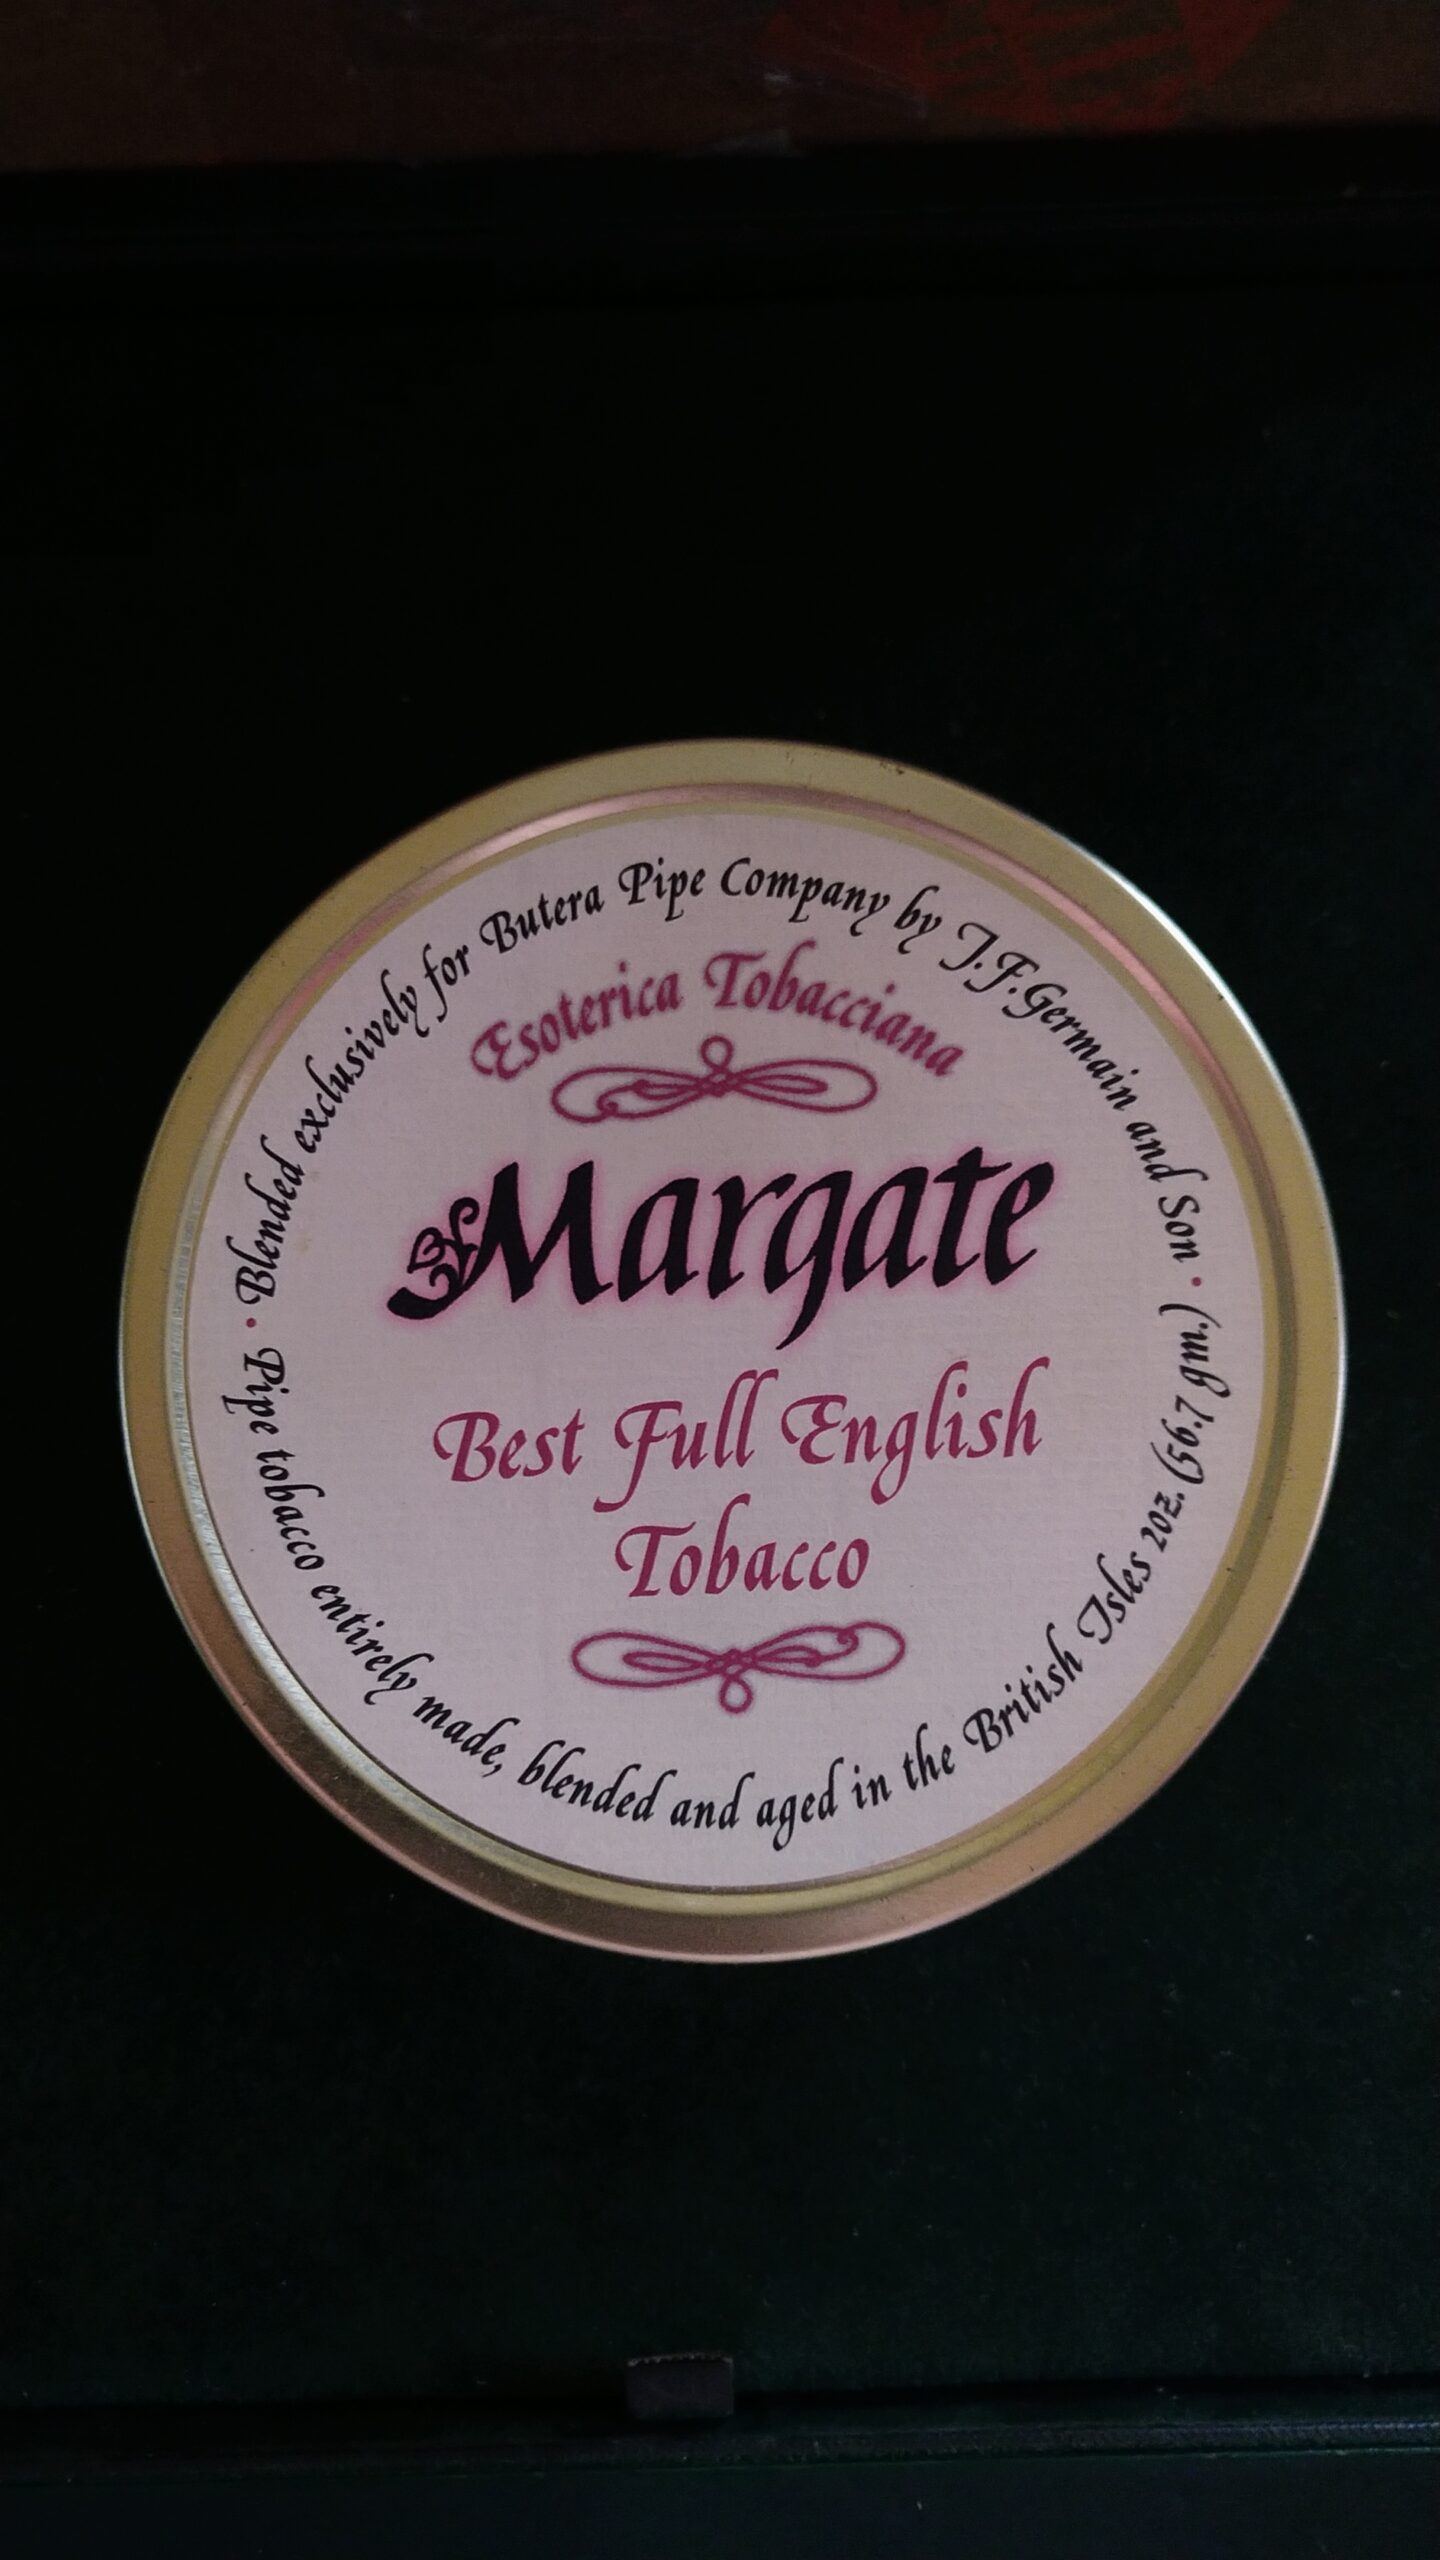 • Blended exclusively for Butera Pipe Company by J.F.Germain and Son •
Esoterica Tobacciana
Margate
Best Full English
Tobacco
Pipe tobacco entirely made, blended and aged in the British Isles 2oz. (56.7 gm.)